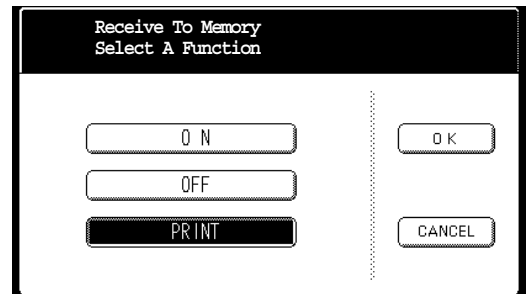 Receive To Memory
Select A Function
ON
OK
OFF
PRINT
CANCEL